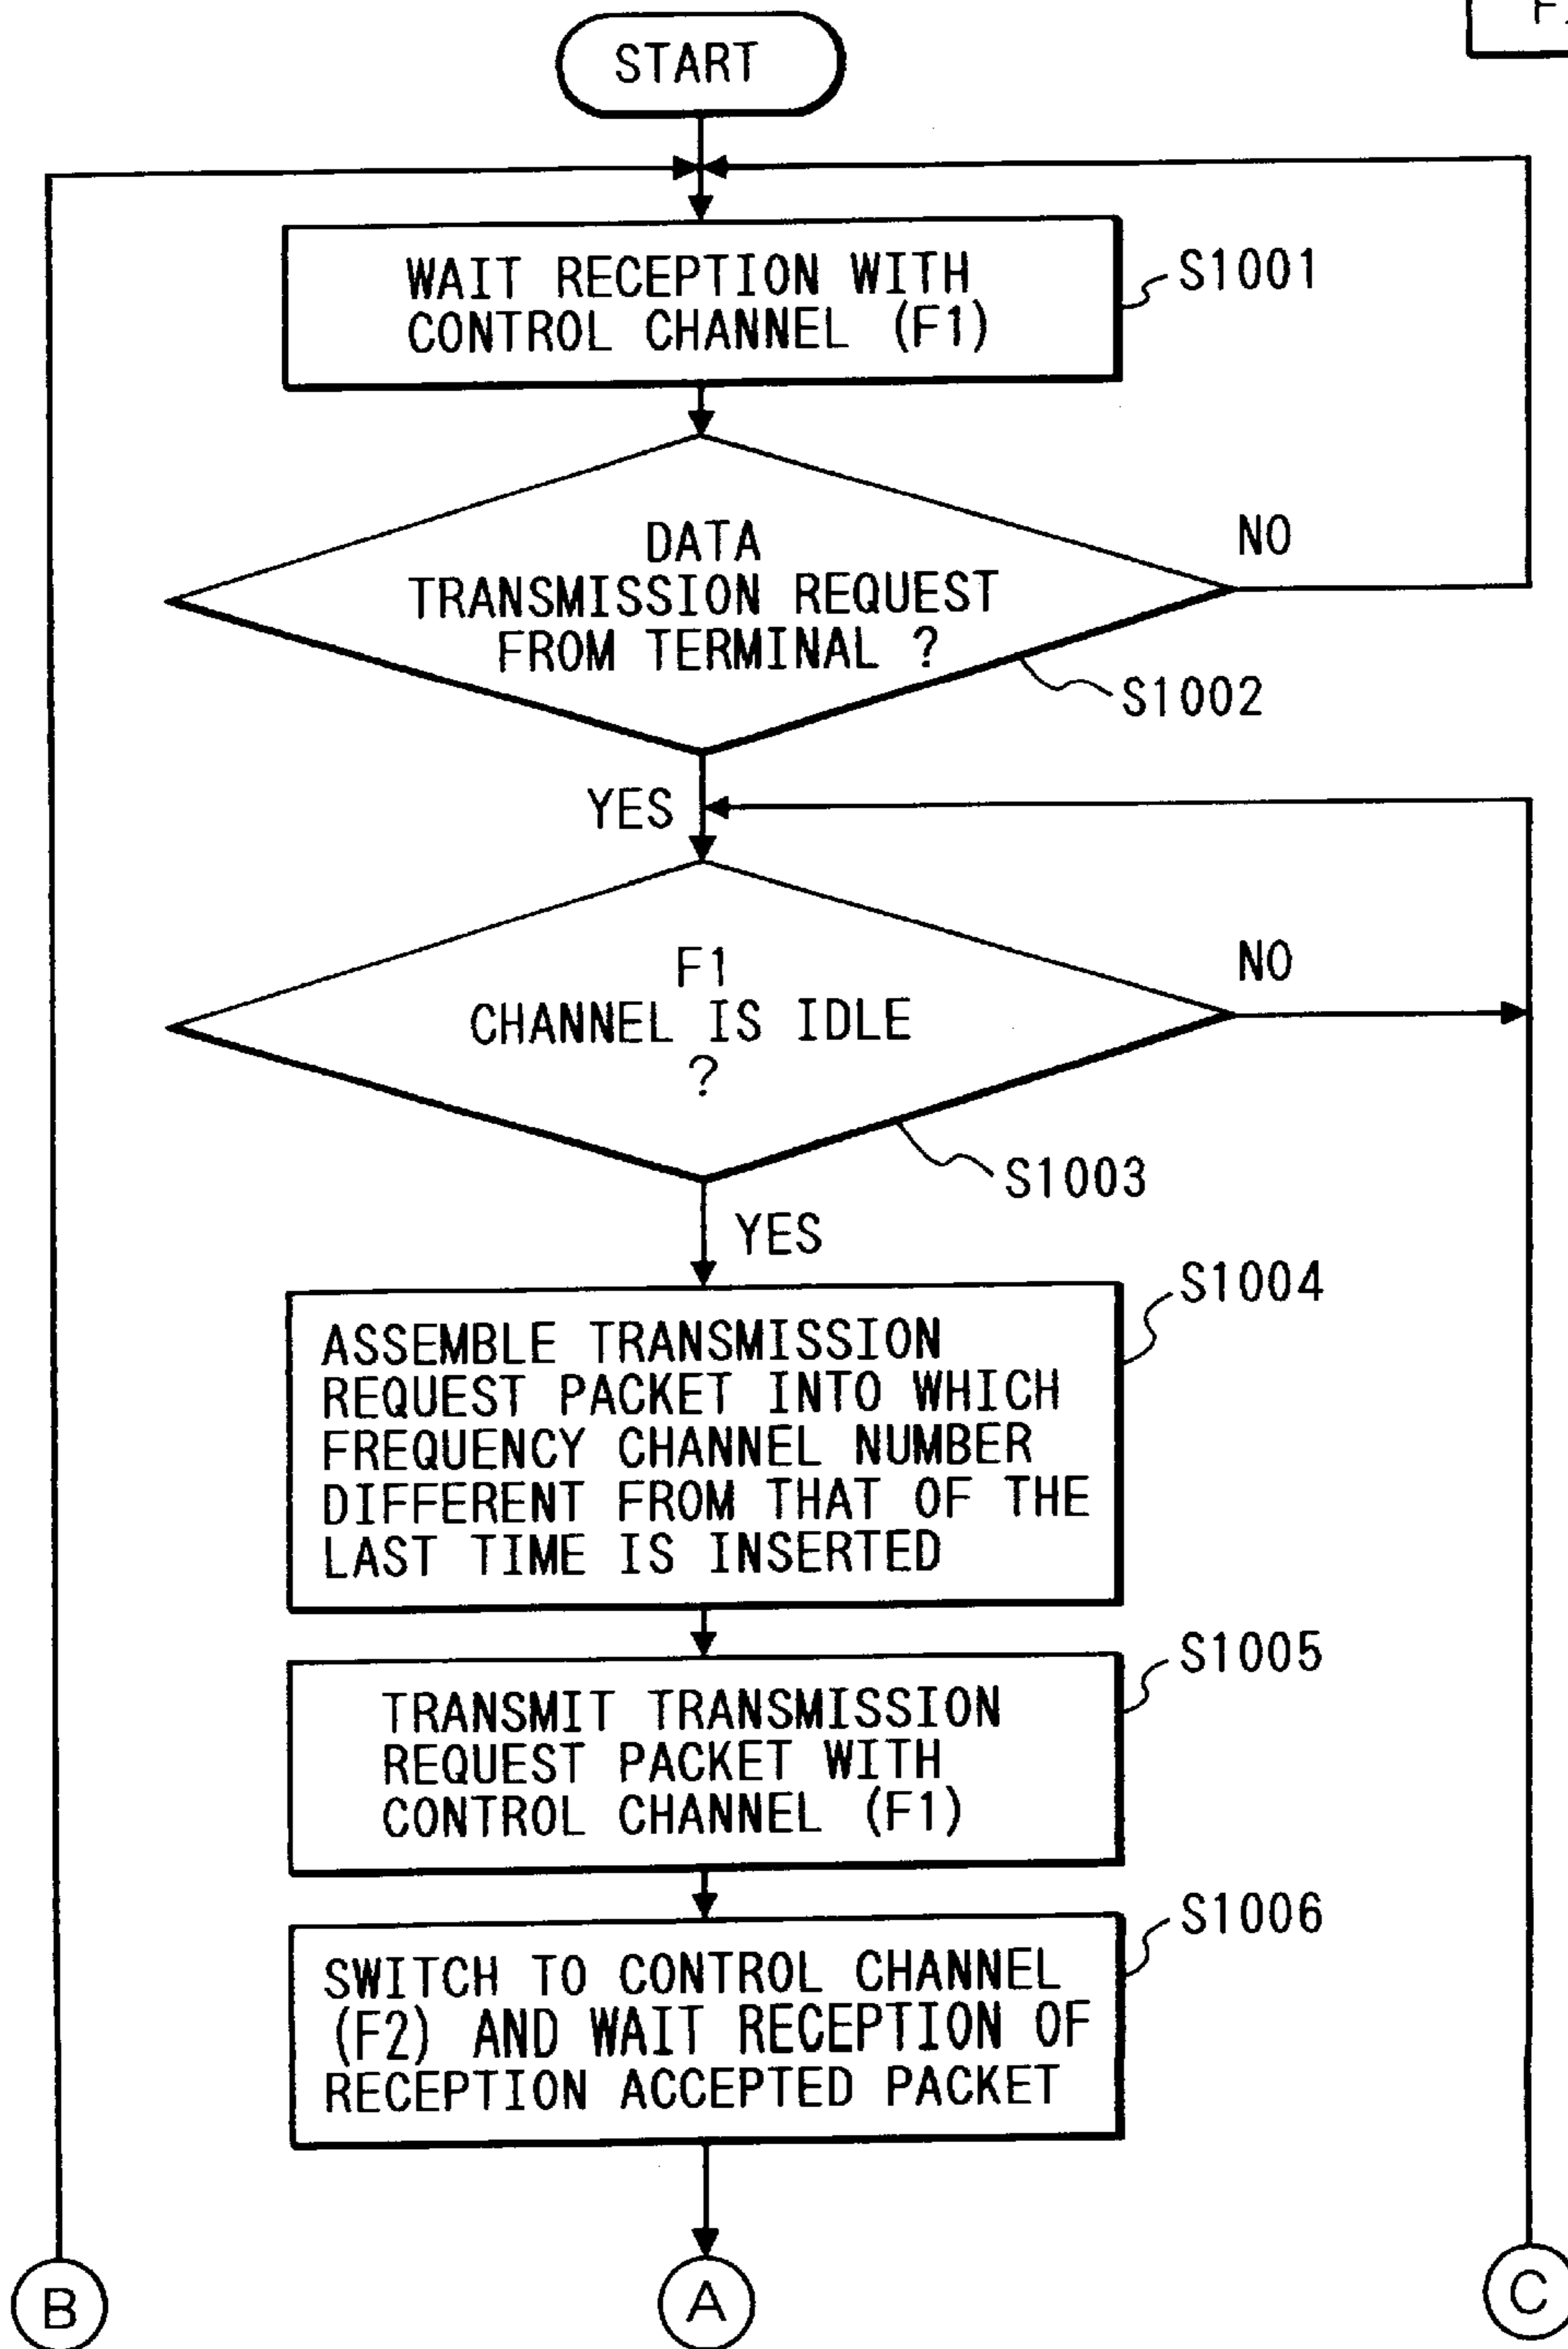 START
WAIT RECEPTION WITH
CONTROL CHANNEL (F1)
S1001
DATA
TRANSMISSION REQUEST
FROM TERMINAL ?
NO
S1002
YES
F1
CHANNEL IS IDLE
?
NO
S1003
YES
S1004
ASSEMBLE TRANSMISSION
REQUEST PACKET INTO WHICH
FREQUENCY CHANNEL NUMBER
DIFFERENT FROM THAT OF THE
LAST TIME IS INSERTED
S1005
TRANSMIT TRANSMISSION
REQUEST PACKET WITH
CONTROL CHANNEL (F1)
S1006
SWITCH TO CONTROL CHANNEL
(F2) AND WAIT RECEPTION OF
RECEPTION ACCEPTED PACKET
B
A
C